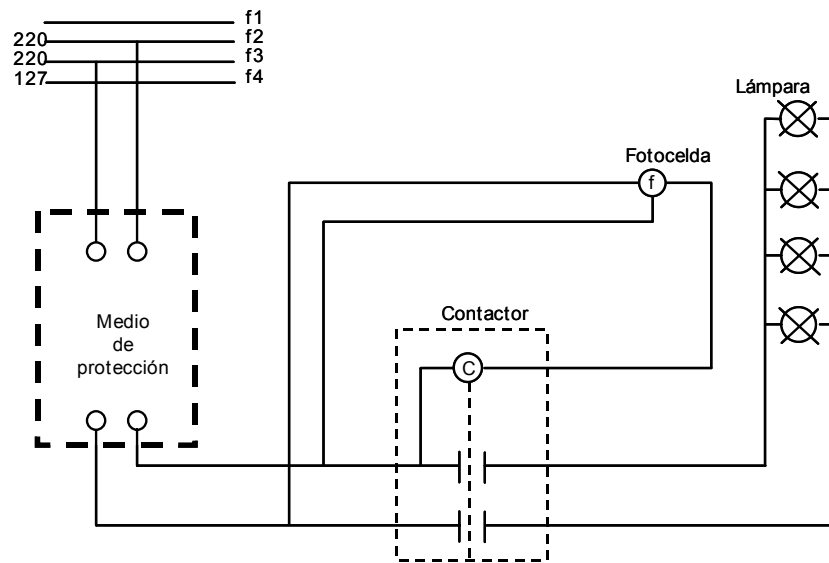 f1
220 f2
220 f3
127 f4
Lámpara
Fotocelda
f
Contactor
Medio
de
protección
C